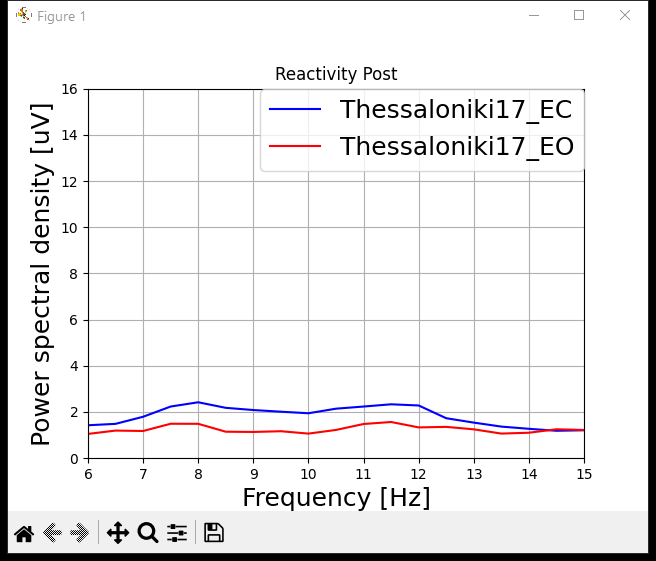 Figure 1
Reactivity Post
Thessaloniki17_EC
Thessaloniki17_EO
Power spectral density [uV]
16
14
12
10
8
6
4
2
0
6 7 8 9 10 11 12 13 14 15
Frequency [Hz]